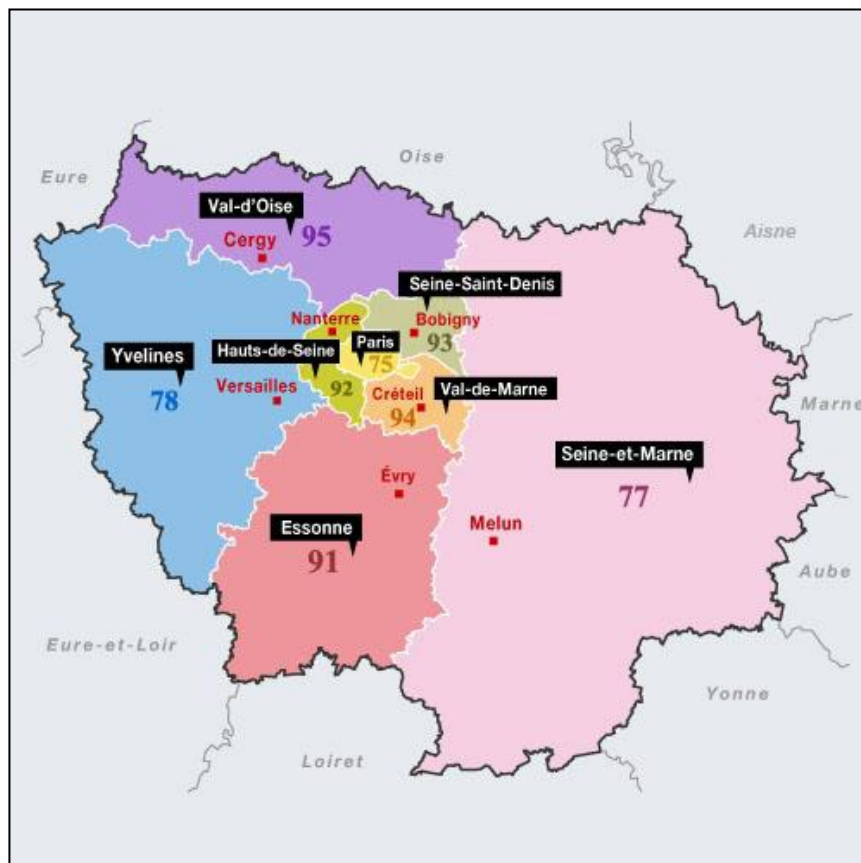 Oise
Eure
Val-d'Oise
95
Aisne
Cergy
Seine-Saint-Denis
Nanterre
Bobigny
93
Paris
75
Hauts-de-Seine
Yvelines
78
Versailles
92
Créteil
94
Val-de-Marne
Marne
Seine-et-Marne
77
Évry
Melun
Essonne
91
Aube
Eure-et-Loir
Yonne
Loiret